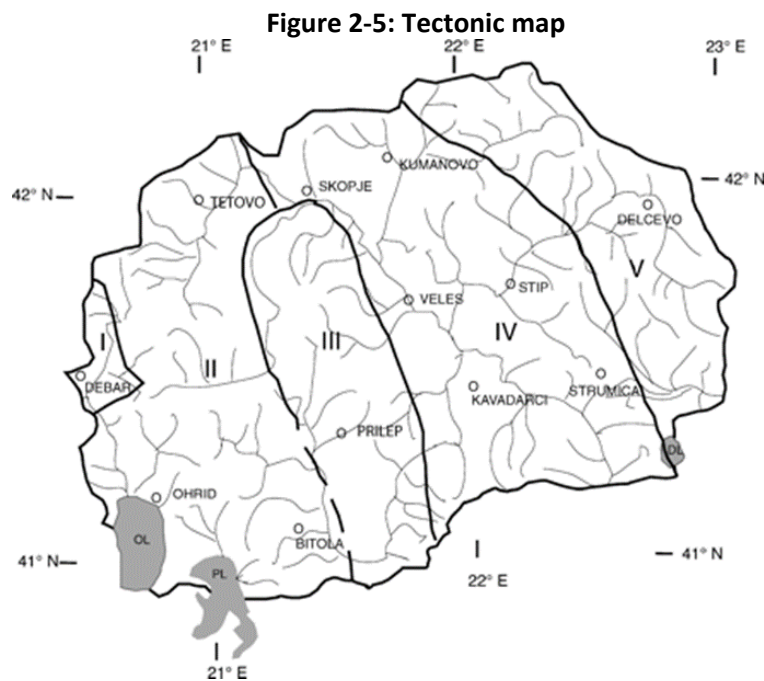 Figure 2-5: Tectonic map
21° E
22° E
23° E
KUMANOVO
SKOPJE
42° N
TETOVO
42° N
DELCEVO
V
STIP
VELES
I
II
III
IV
DEBAR
KAVADARCI
STRUMICA
PRILEP
DL
OHRID
OL
BITOLA
41° N
41° N
PL
22° E
21° E